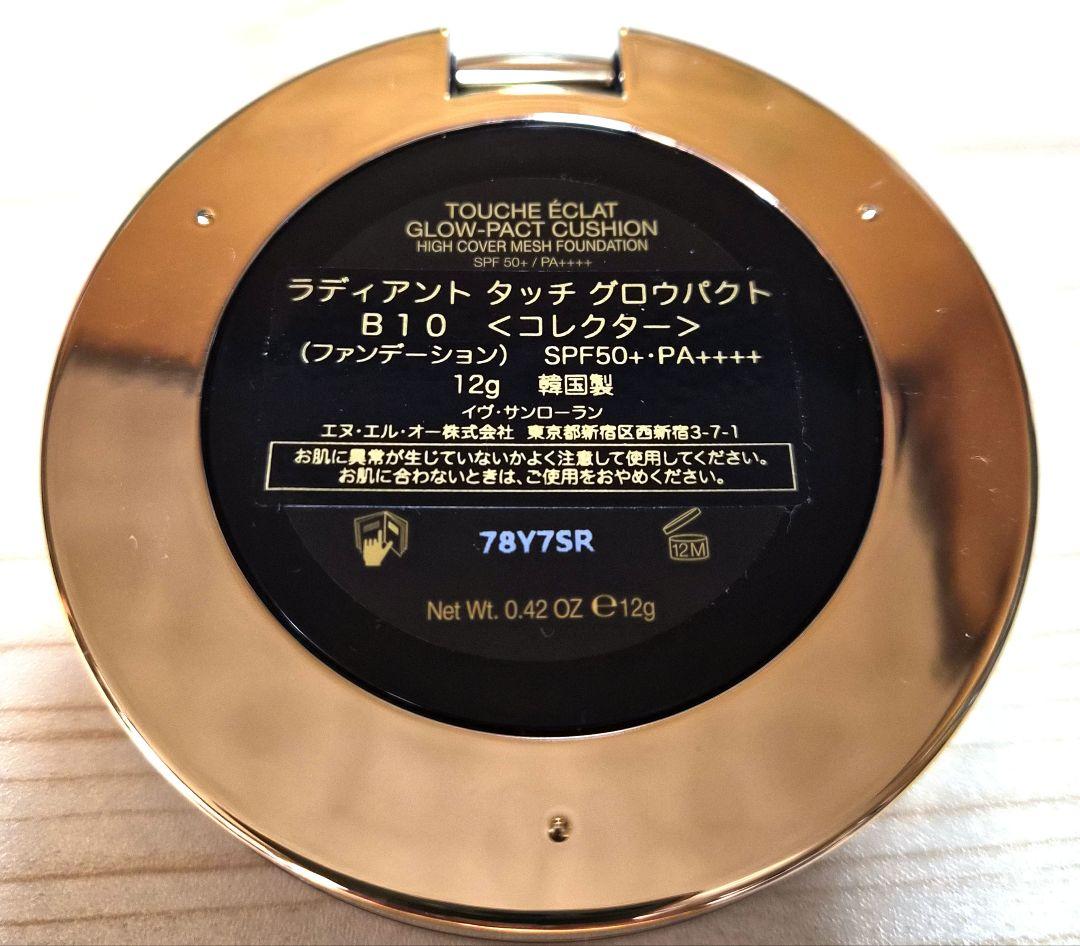 TOUCHE ÉCLAT
GLOW-PACT CUSHION
HIGH COVER MESH FOUNDATION
SPF 50+ / PA++++
ラディアント タッチ グロウパクト
B10 <コレクター>
(ファンデーション) SPF50+・PA++++
12g 韓国製
イヴ・サンローラン
エヌ・エル・オー株式会社 東京都新宿区西新宿3-7-1
お肌に異常が生じていないかよく注意して使用してください。
お肌に合わないときは、ご使用をおやめください。
78Y7SR
12M
Net Wt. 0.42 OZ ℮12g